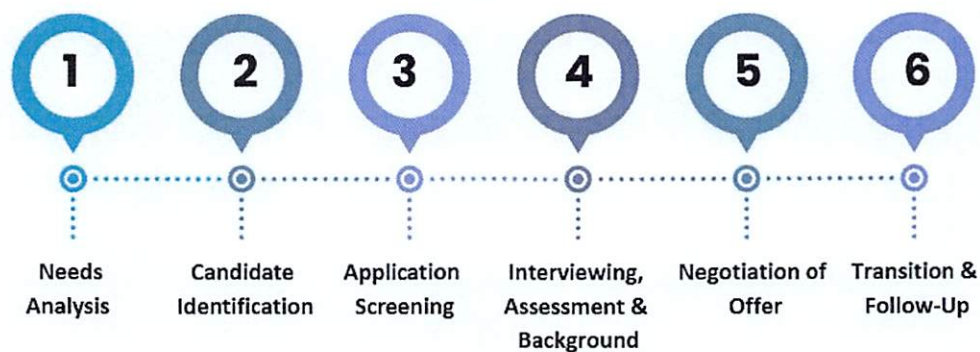 1
2
3
4
5
6
Needs
Analysis
Candidate
Identification
Application
Screening
Interviewing,
Assessment &
Background
Negotiation of
Offer
Transition &
Follow-Up